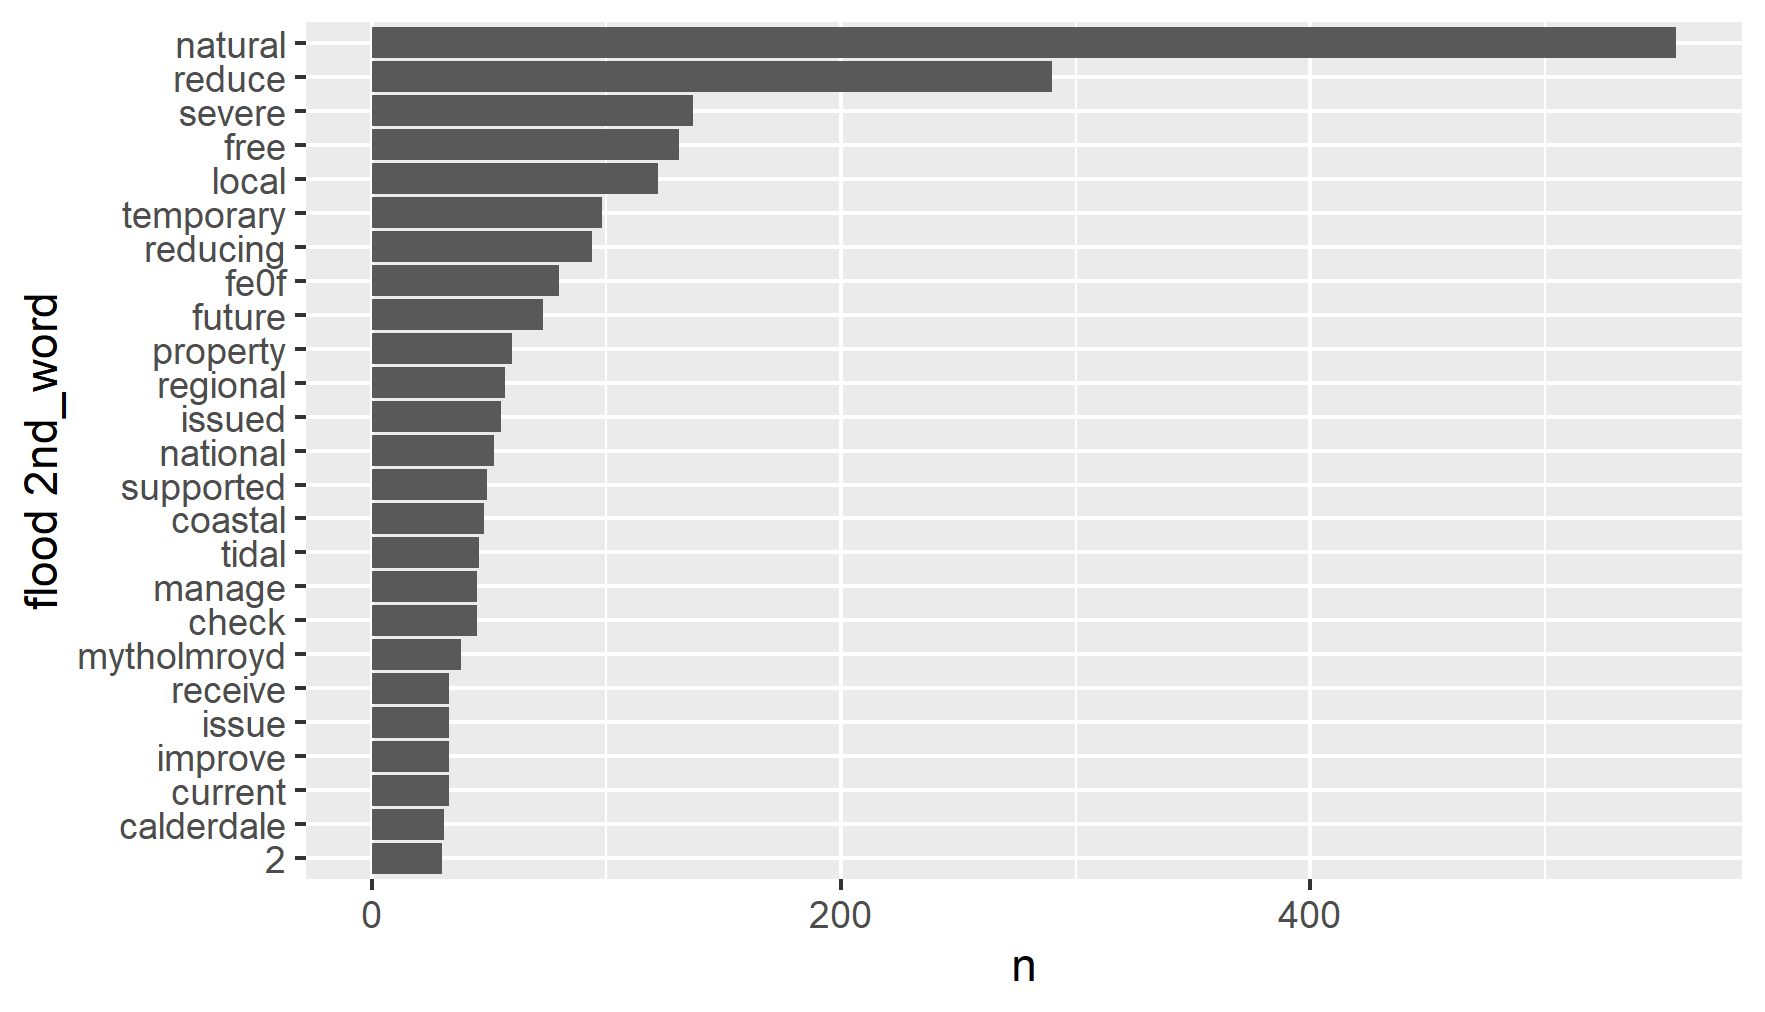 natural
reduce
severe
free
local
temporary
reducing
fe0f
future
property
regional
issued
national
supported
coastal
tidal
manage
check
mytholmroyd
receive
issue
improve
current
calderdale
2
flood 2nd_word
0 200 400
n